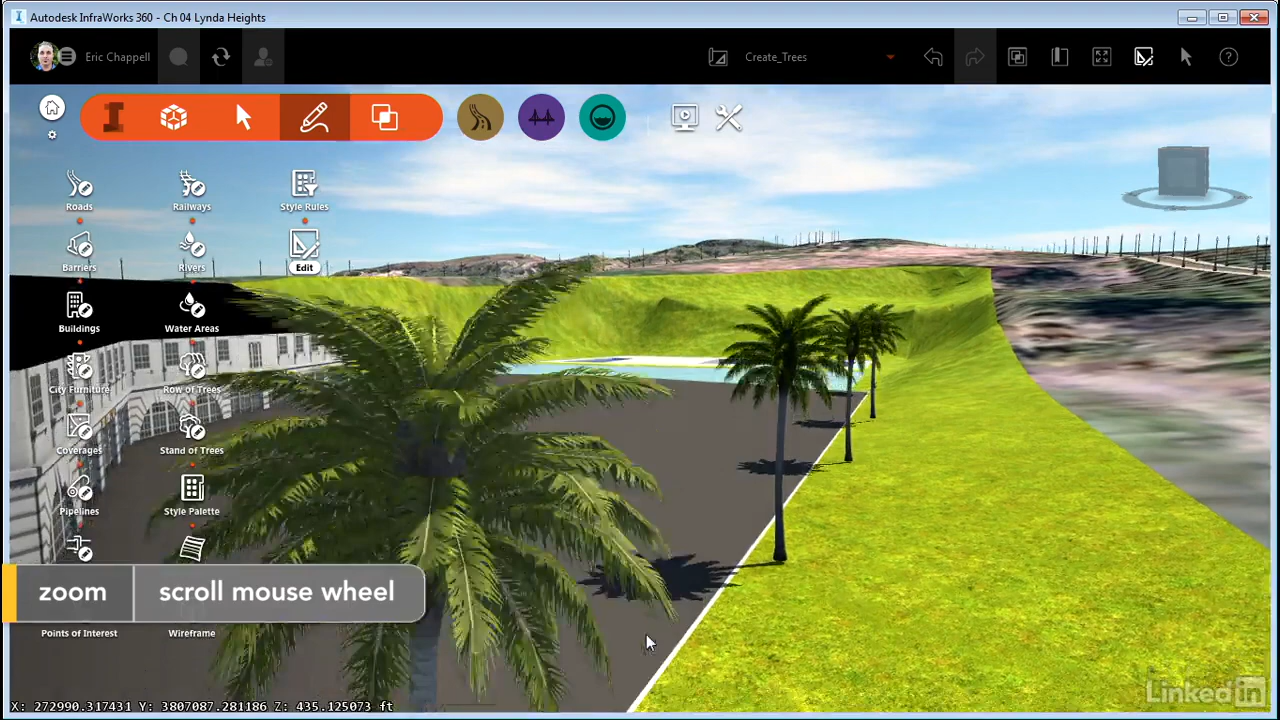 Autodesk InfraWorks 360 - Ch 04 Lynda Heights
Eric Chappell
Create_Trees
Roads
Railways
Style Rules
Barriers
Rivers
Edit
Buildings
Water Areas
City Furniture
Row of Trees
Coverages
Stand of Trees
Pipelines
Style Palette
zoom
scroll mouse wheel
Points of Interest
Wireframe
X: 272990.317431 Y: 3807087.281186 Z: 435.125073 ft
LinkedIn